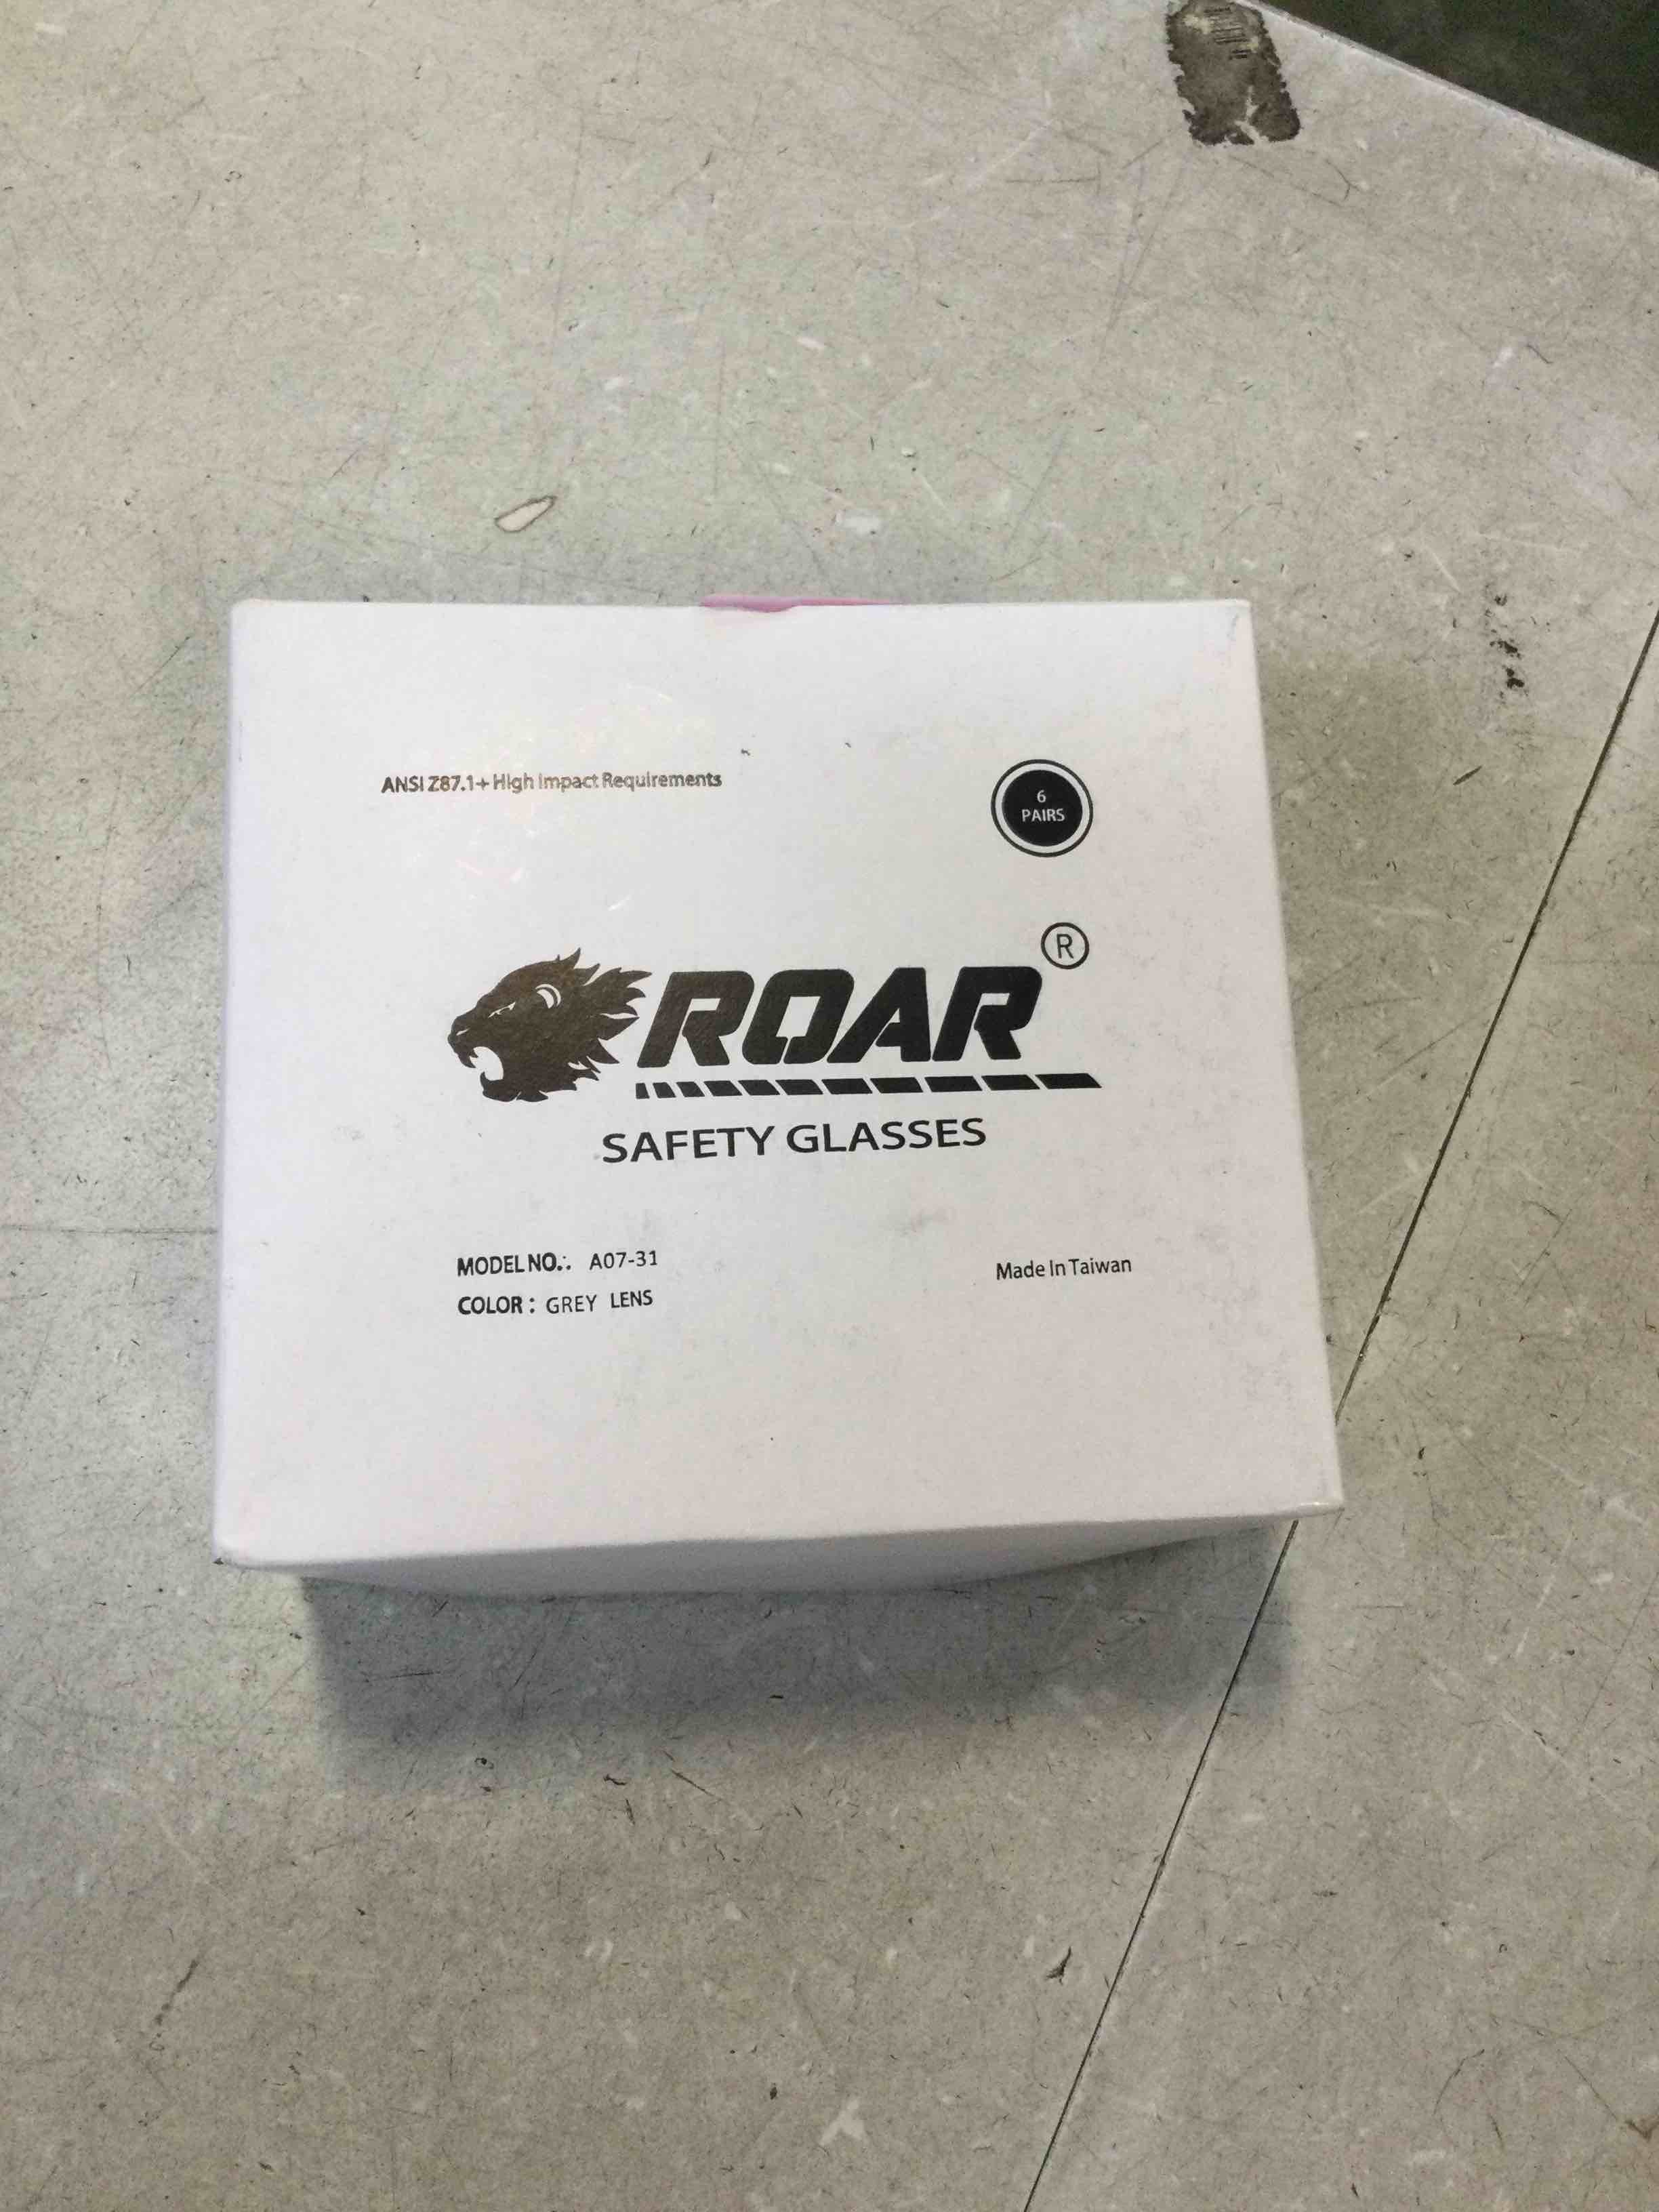 ANSI Z87.1+ High Impact Requirements
6
PAIRS
ROAR®
SAFETY GLASSES
MODEL NO.: A07-31
COLOR: GREY LENS
Made In Taiwan